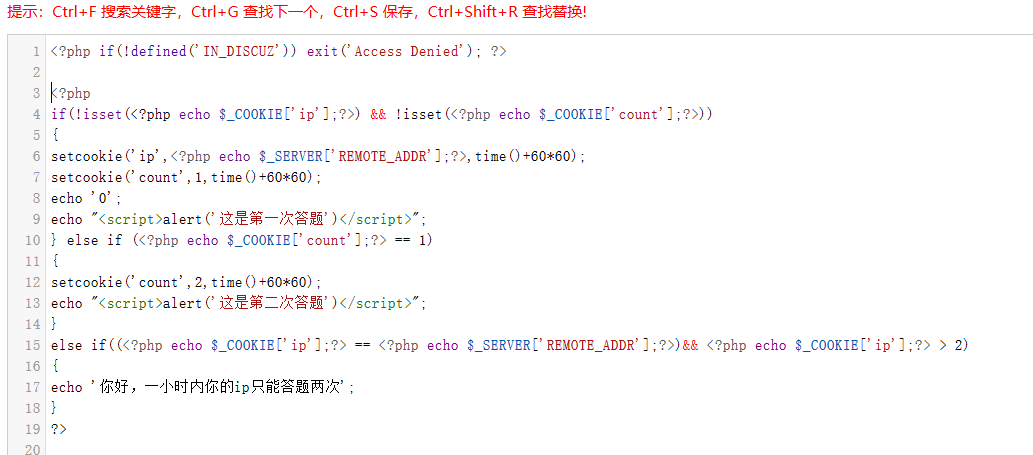 提示：Ctrl+F 搜索关键字，Ctrl+G 查找下一个，Ctrl+S 保存，Ctrl+Shift+R 查找替换!
1 <?php if(!defined('IN_DISCUZ')) exit('Access Denied'); ?>
2
3 <?php
4 if(!isset(<?php echo $_COOKIE['ip'];?>) && !isset(<?php echo $_COOKIE['count'];?>))
5 {
6 setcookie('ip',<?php echo $_SERVER['REMOTE_ADDR'];?>,time()+60*60);
7 setcookie('count',1,time()+60*60);
8 echo '0';
9 echo "<script>alert('这是第一次答题')</script>";
10 } else if (<?php echo $_COOKIE['count'];?> == 1)
11 {
12 setcookie('count',2,time()+60*60);
13 echo "<script>alert('这是第二次答题')</script>";
14 }
15 else if((<?php echo $_COOKIE['ip'];?> == <?php echo $_SERVER['REMOTE_ADDR'];?>)&& <?php echo $_COOKIE['ip'];?> > 2)
16 {
17 echo '你好，一小时内你的ip只能答题两次';
18 }
19 ?>
20